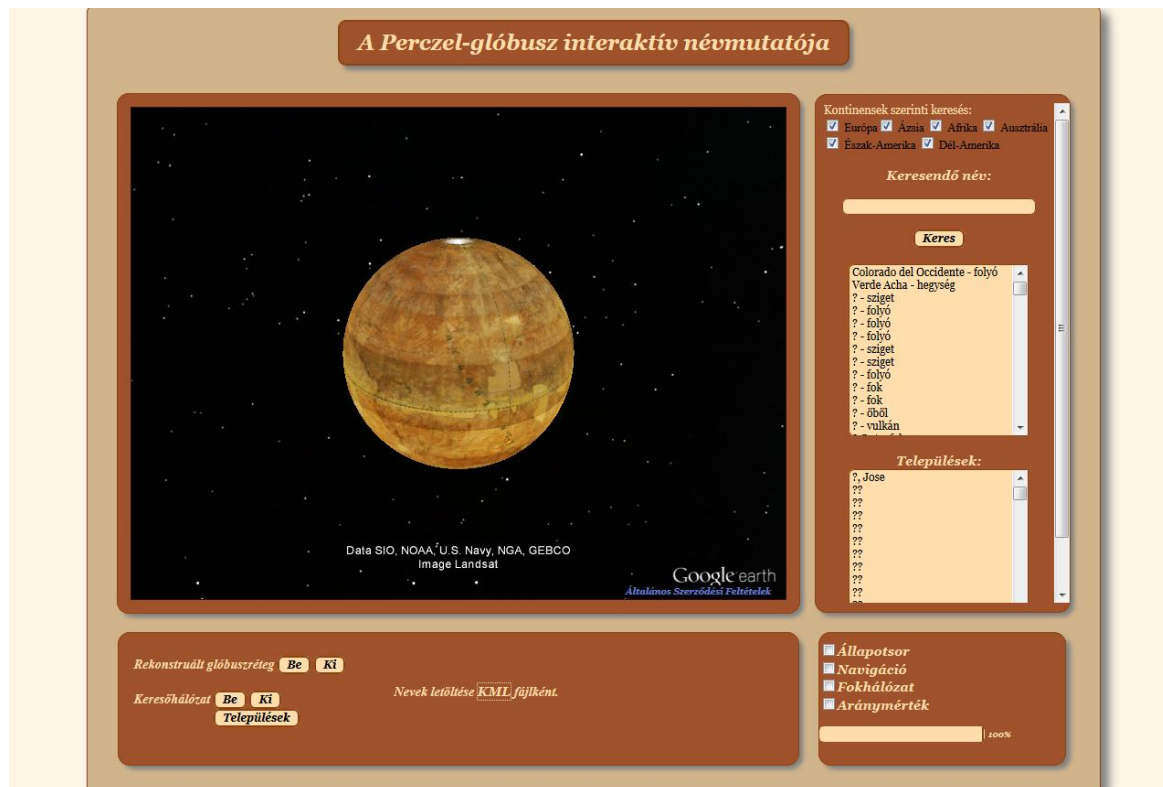 A Perczel-glóbusz interaktív névmutatója
Data SIO, NOAA, U.S. Navy, NGA, GEBCO
Image Landsat
Google earth
Általános Szerződési Feltételek
Kontinensek szerinti keresés:
Európa Ázsia Afrika Ausztrália
Észak-Amerika Dél-Amerika
Keresendő név:
Keres
Colorado del Occidente - folyó
Verde Acha - hegység
? - sziget
? - folyó
? - folyó
? - folyó
? - sziget
? - sziget
? - folyó
? - fok
? - fok
? - öböl
? - vulkán
Települések:
?, Jose
??
??
??
??
??
??
??
??
??
Rekonstruált glóbuszréteg Be Ki
Keresőhálózat Be Ki
Települések
Nevek letöltése KML fájlként.
Állapotsor
Navigáció
Fokhálózat
Aránymérték
100%